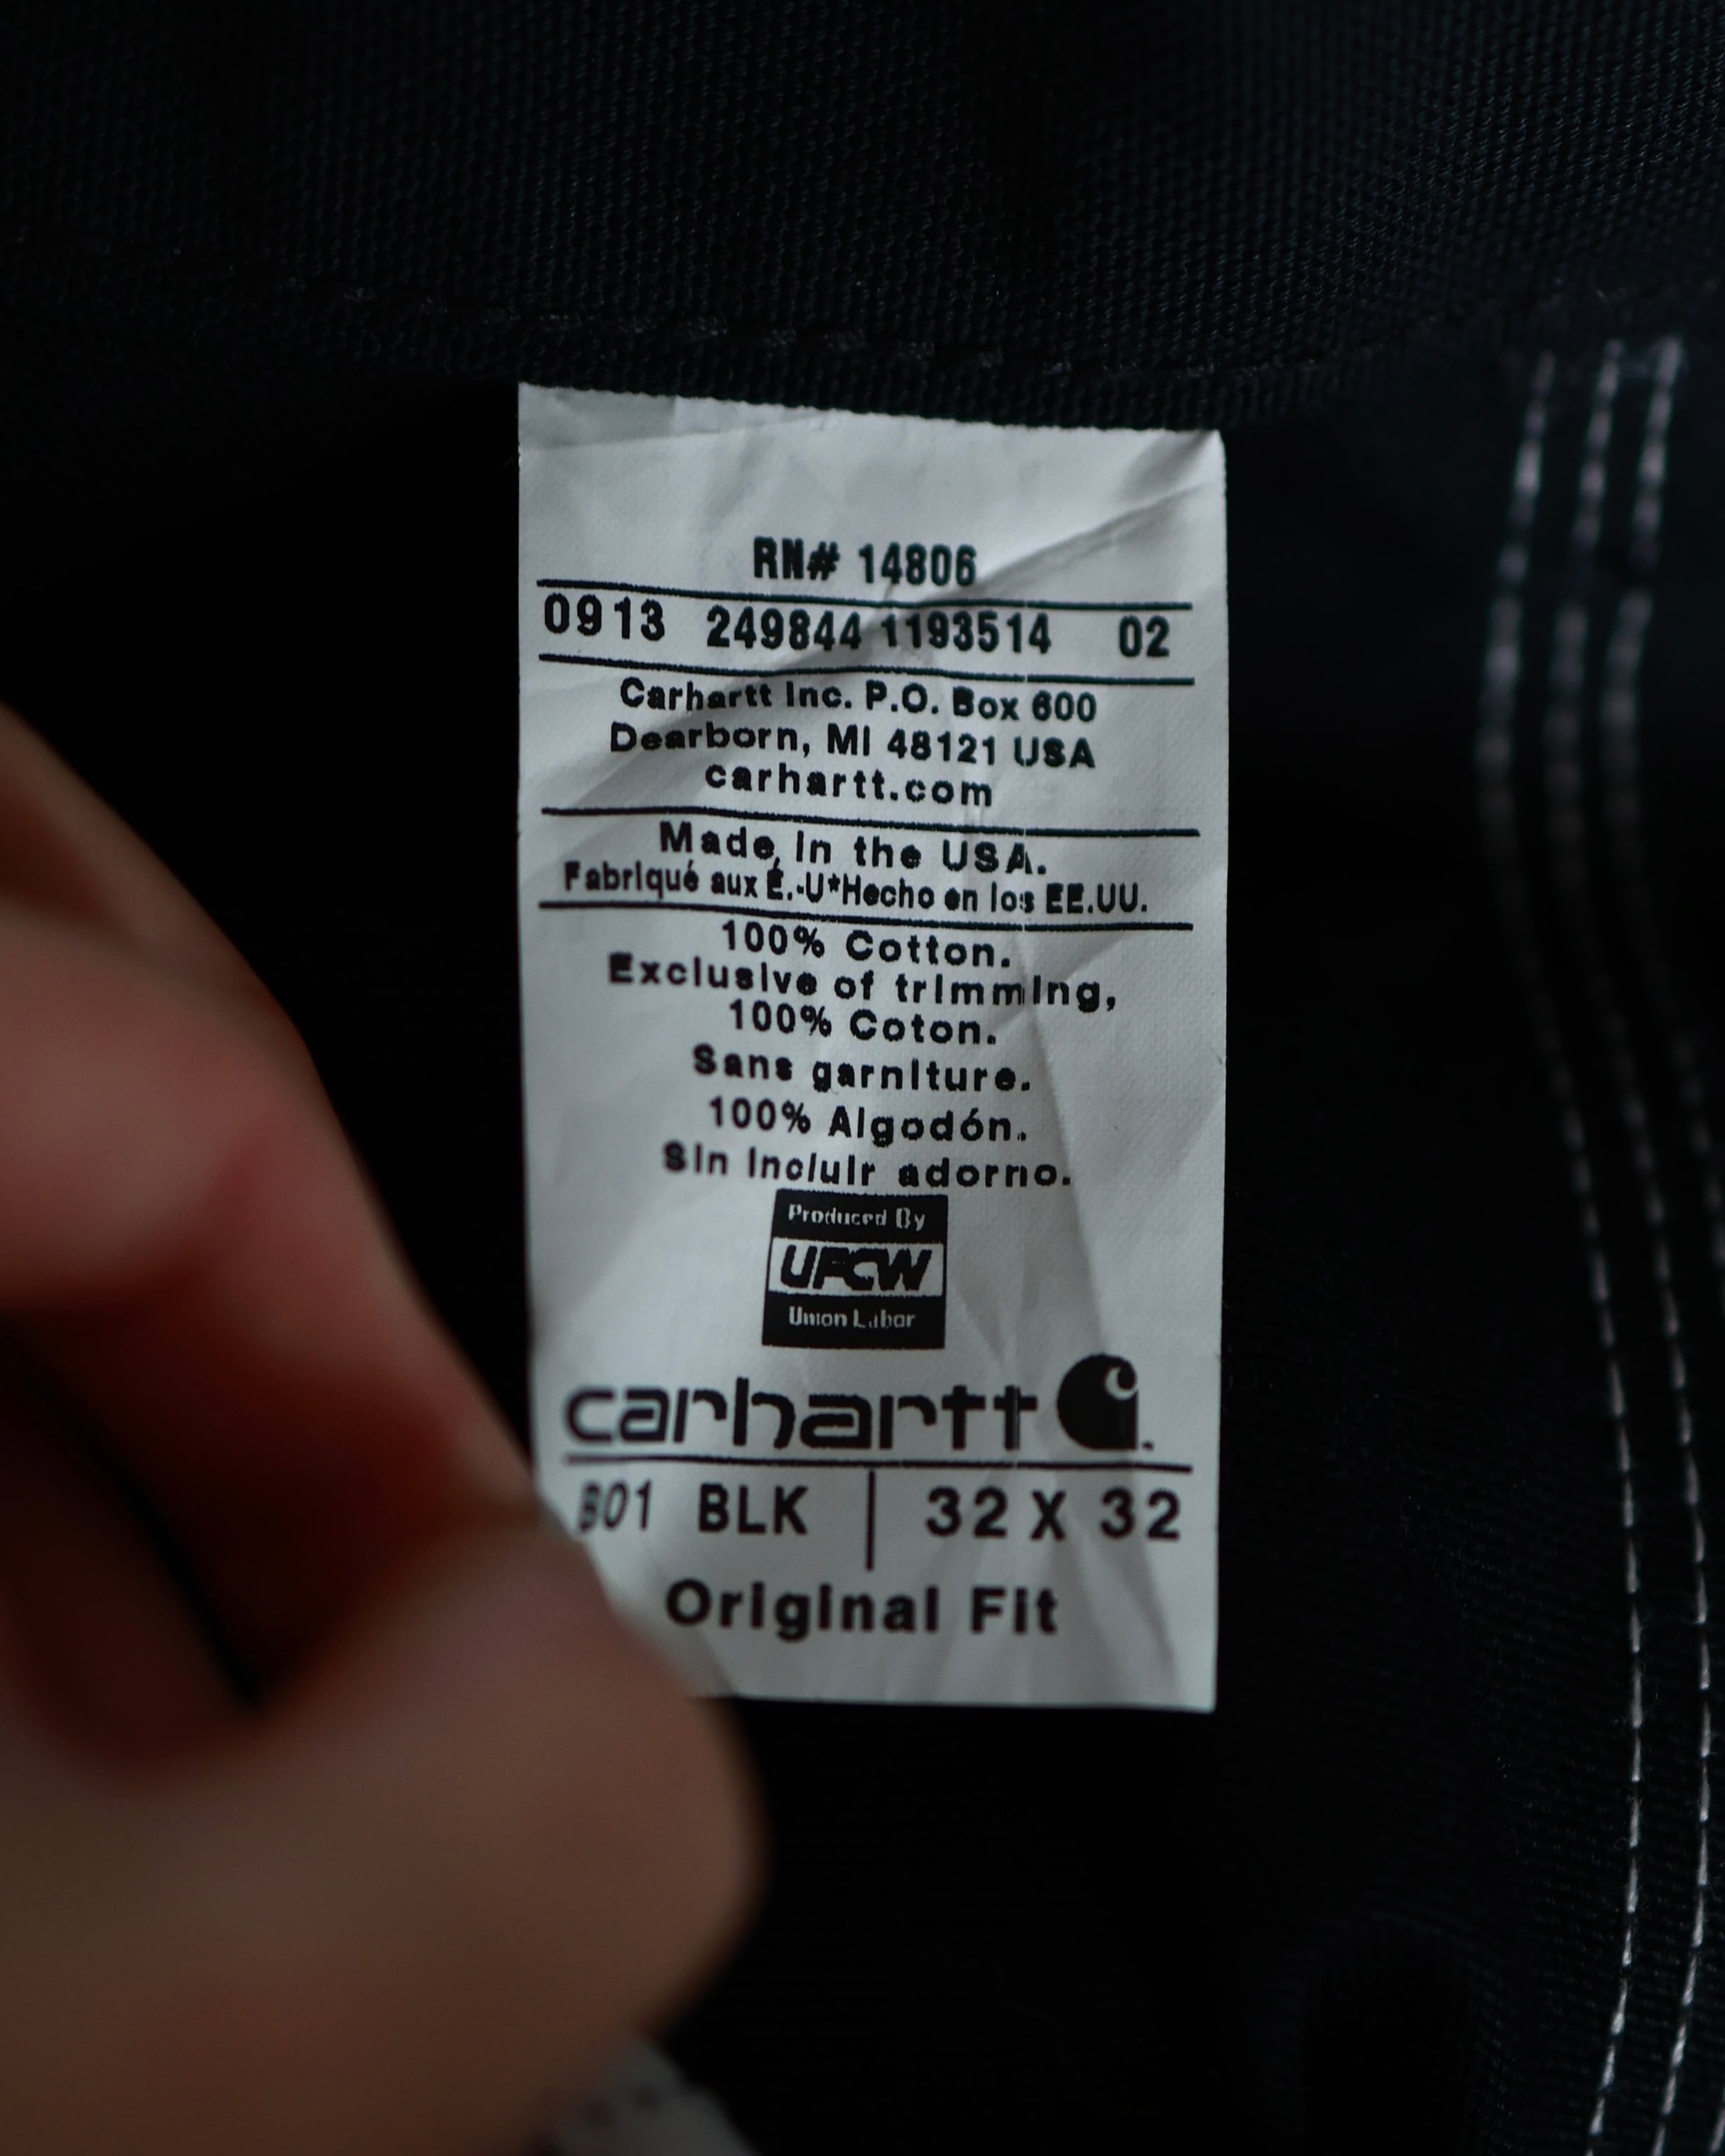 RN# 14806
0913 249844 1193514 02
Carhartt Inc. P.O. Box 600
Dearborn, MI 48121 USA
carhartt.com
Made in the USA.
Fabriqué aux É.-U*Hecho en los EE.UU.
100% Cotton.
Exclusive of trimming,
100% Coton.
Sans garniture.
100% Algodón.
Sin incluir adorno.
Produced By
UFCW
Union Labor
carhartt
B01 BLK 32 X 32
Original Fit